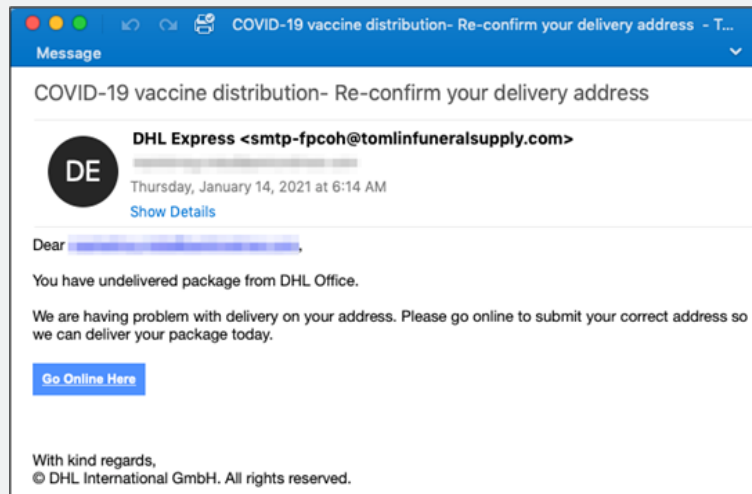 COVID-19 vaccine distribution- Re-confirm your delivery address - T...
Message
COVID-19 vaccine distribution- Re-confirm your delivery address
DE
DHL Express <smtp-fpcoh@tomlinfuneralsupply.com>
Thursday, January 14, 2021 at 6:14 AM
Show Details
Dear ,
You have undelivered package from DHL Office.
We are having problem with delivery on your address. Please go online to submit your correct address so
we can deliver your package today.
Go Online Here
With kind regards,
© DHL International GmbH. All rights reserved.